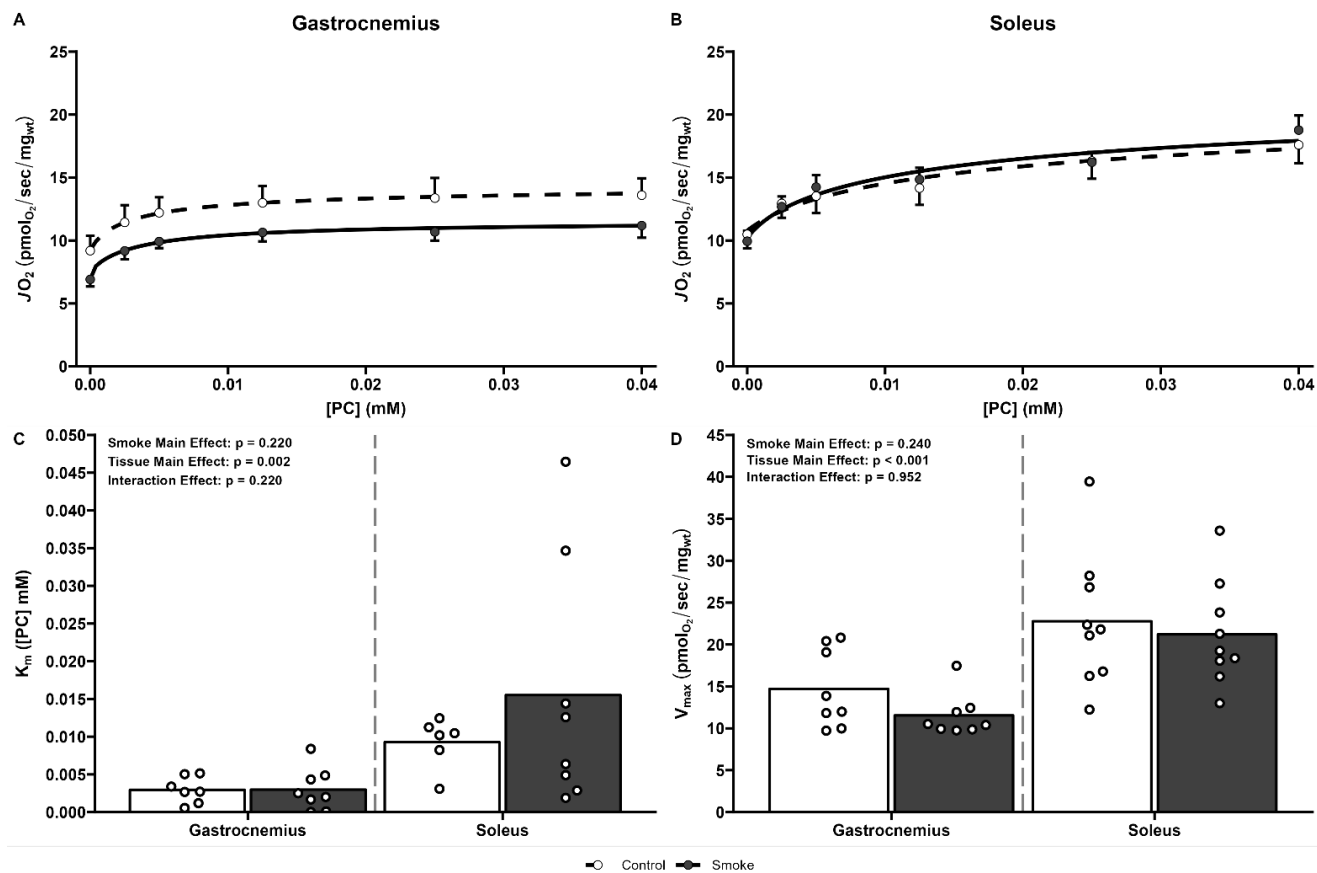 A
Gastrocnemius
25
20
15
10
5
0
JO2 (pmolO2/sec/mgwt)
0.00 0.01 0.02 0.03 0.04
[PC] (mM)
B
Soleus
25
20
15
10
5
0
JO2 (pmolO2/sec/mgwt)
0.00 0.01 0.02 0.03 0.04
[PC] (mM)
C
Smoke Main Effect: p = 0.220
Tissue Main Effect: p = 0.002
Interaction Effect: p = 0.220
0.050
0.045
0.040
0.035
0.030
0.025
0.020
0.015
0.010
0.005
0.000
Km ([PC] mM)
Gastrocnemius Soleus
D
Smoke Main Effect: p = 0.240
Tissue Main Effect: p < 0.001
Interaction Effect: p = 0.952
45
40
35
30
25
20
15
10
5
0
Vmax (pmolO2/sec/mgwt)
Gastrocnemius Soleus
Control Smoke